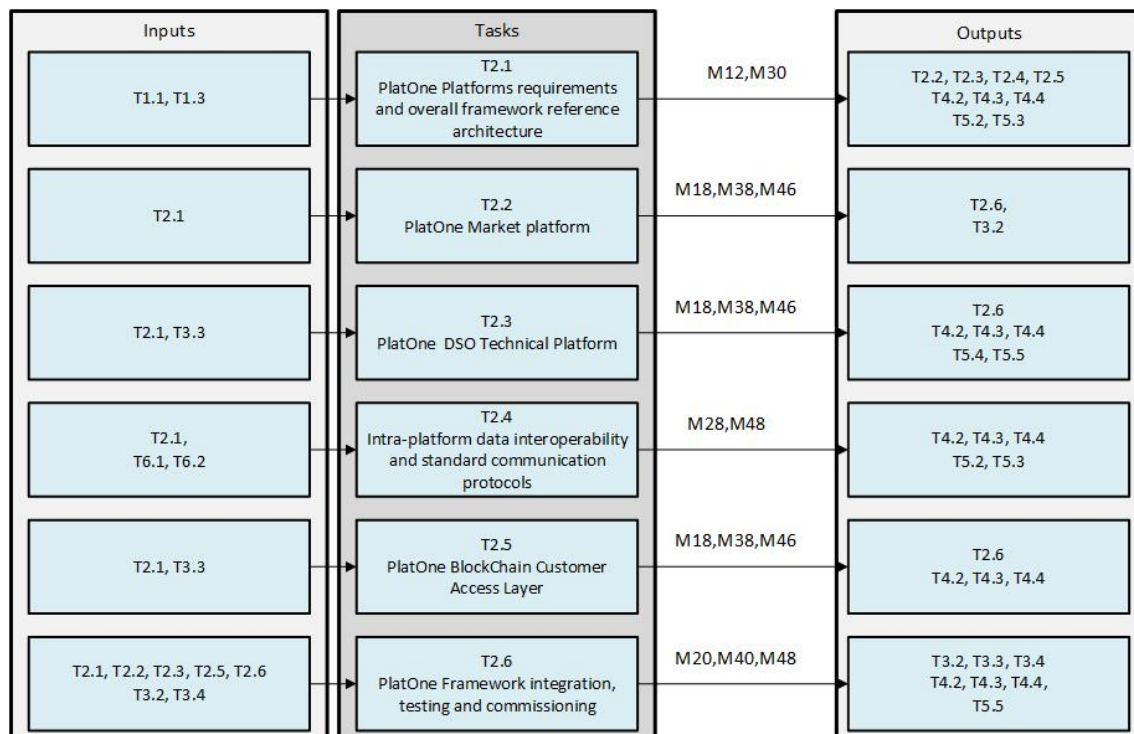 Inputs
Tasks
Outputs
T1.1, T1.3
T2.1
PlatOne Platforms requirements
and overall framework reference
architecture
M12,M30
T2.2, T2.3, T2.4, T2.5
T4.2, T4.3, T4.4
T5.2, T5.3
T2.1
T2.2
PlatOne Market platform
M18,M38,M46
T2.6,
T3.2
T2.1, T3.3
T2.3
PlatOne DSO Technical Platform
M18,M38,M46
T2.6
T4.2, T4.3, T4.4
T5.4, T5.5
T2.1,
T6.1, T6.2
T2.4
Intra-platform data interoperability
and standard communication
protocols
M28,M48
T4.2, T4.3, T4.4
T5.2, T5.3
T2.1, T3.3
T2.5
PlatOne BlockChain Customer
Access Layer
M18,M38,M46
T2.6
T4.2, T4.3, T4.4
T2.1, T2.2, T2.3, T2.5, T2.6
T3.2, T3.4
T2.6
PlatOne Framework integration,
testing and commissioning
M20,M40,M48
T3.2, T3.3, T3.4
T4.2, T4.3, T4.4,
T5.5